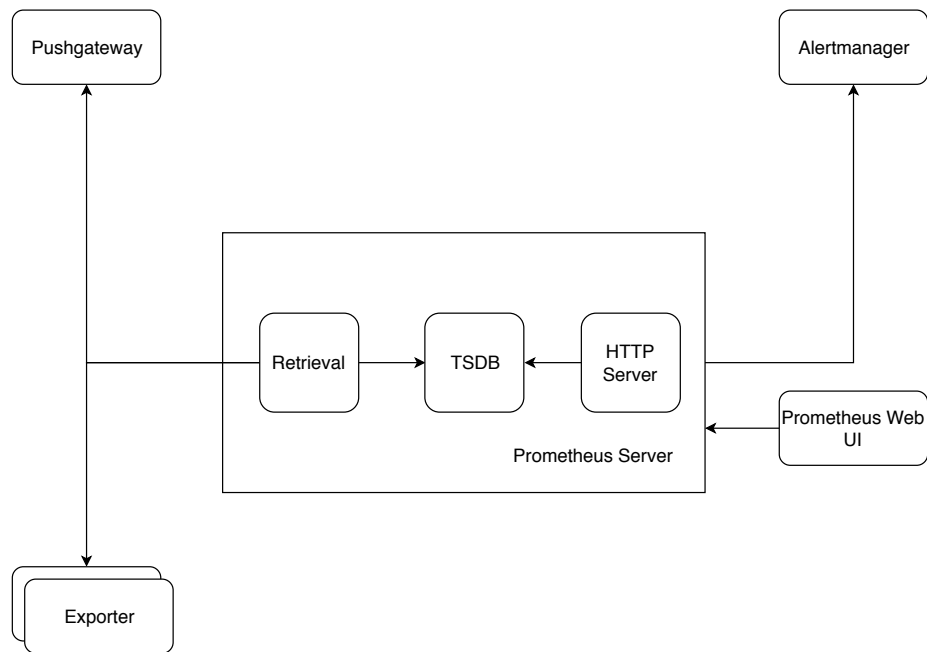 Pushgateway
Alertmanager
Retrieval
TSDB
HTTP
Server
Prometheus Web
UI
Prometheus Server
Exporter